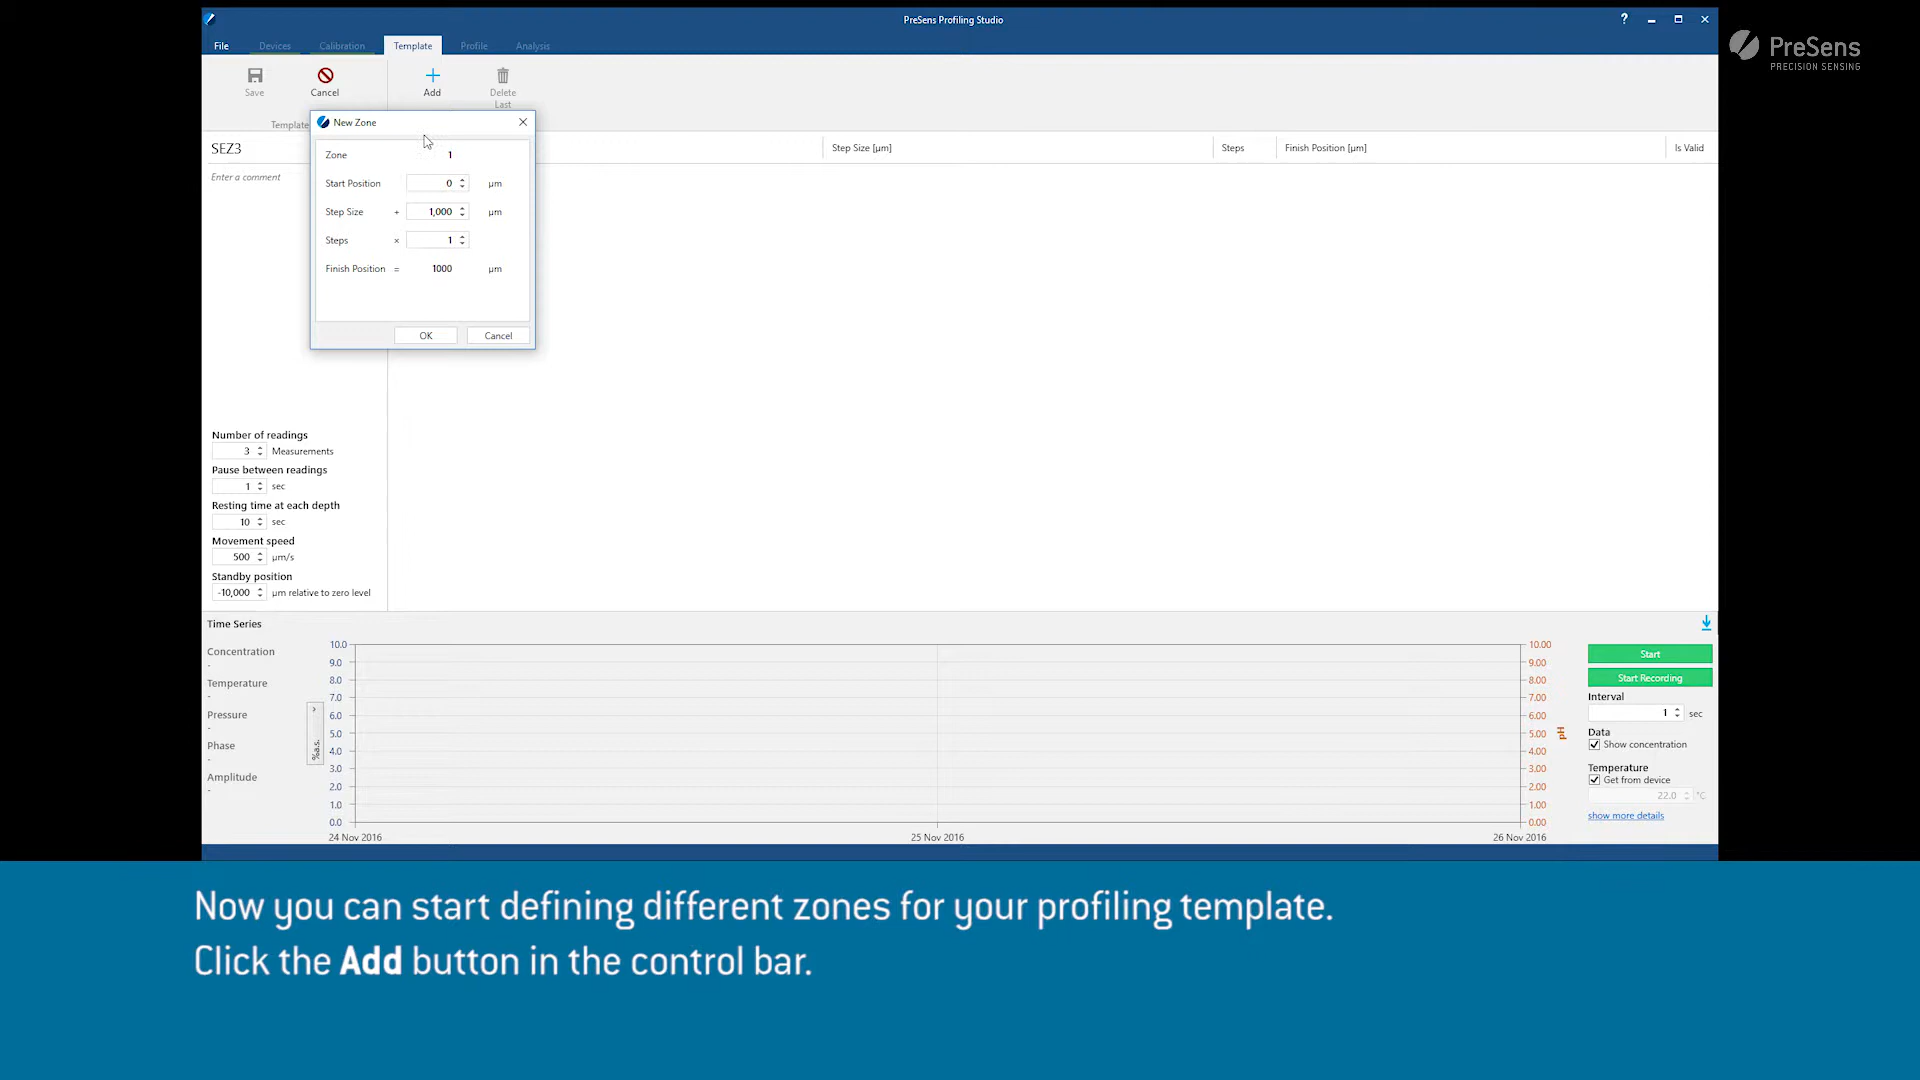 PreSens Profiling Studio
?
PreSens
PRECISION SENSING
File Devices Calibration Template Profile Analysis
Save Cancel Add Delete Last
Template
New Zone
SEZ3
Enter a comment
Step Size [µm] Steps Finish Position [µm] Is Valid
Zone 1
Start Position 0 µm
Step Size + 1,000 µm
Steps × 1
Finish Position = 1000 µm
OK Cancel
Number of readings
3 Measurements
Pause between readings
1 sec
Resting time at each depth
10 sec
Movement speed
500 µm/s
Standby position
-10,000 µm relative to zero level
Time Series
Concentration
-
Temperature
-
Pressure
-
Phase
-
Amplitude
-
>
%a.s.
10.0
9.0
8.0
7.0
6.0
5.0
4.0
3.0
2.0
1.0
0.0
24 Nov 2016 25 Nov 2016 26 Nov 2016
10.00
9.00
8.00
7.00
6.00
5.00
4.00
3.00
2.00
1.00
0.00
pH
Start
Start Recording
Interval
1 sec
Data
Show concentration
Temperature
Get from device
22.0 °C
show more details
Now you can start defining different zones for your profiling template.
Click the Add button in the control bar.